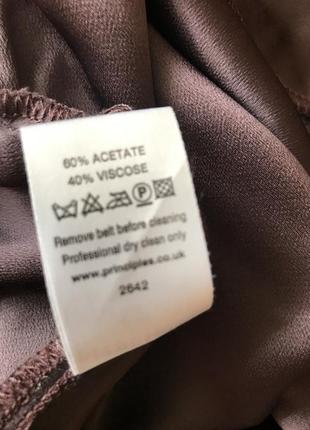 60% ACETATE
40% VISCOSE
P
Remove belt before cleaning
Professional dry clean only
www.principles.co.uk
2642